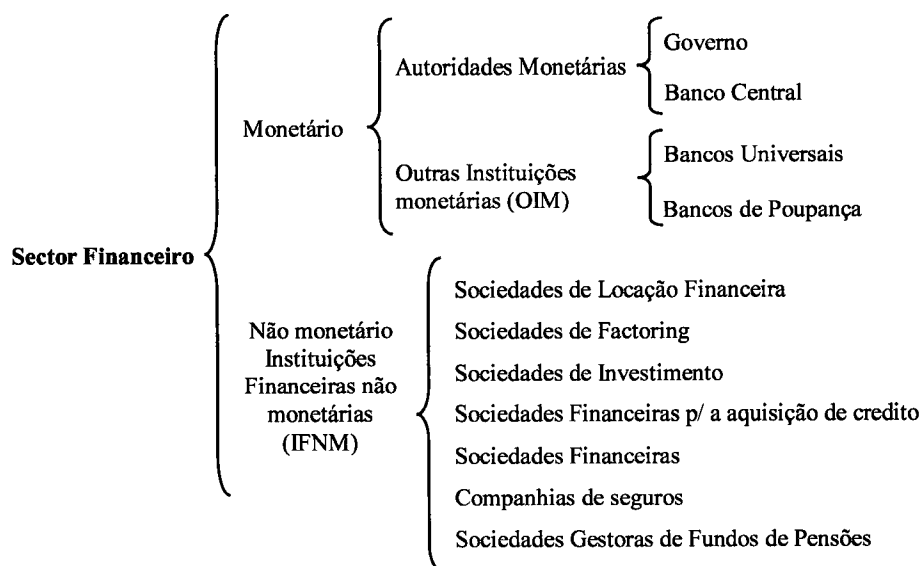 Governo
Autoridades Monetárias
Banco Central
Monetário
Bancos Universais
Outras Instituições
monetárias (OIM)
Bancos de Poupança
Sector Financeiro
Sociedades de Locação Financeira
Não monetário
Instituições
Financeiras não
monetárias
(IFNM)
Sociedades de Factoring
Sociedades de Investimento
Sociedades Financeiras p/ a aquisição de credito
Sociedades Financeiras
Companhias de seguros
Sociedades Gestoras de Fundos de Pensões